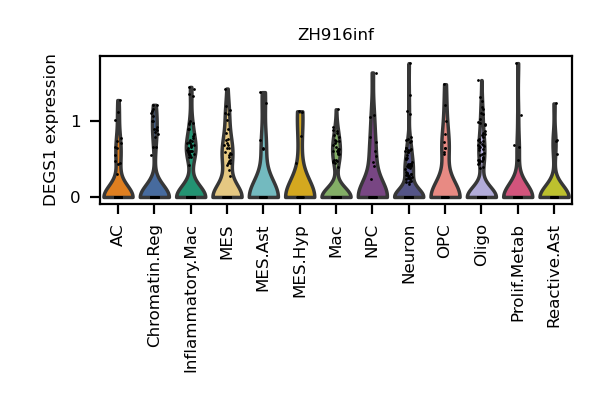 ZH916inf
DEGS1 expression
1
0
AC
Chromatin.Reg
Inflammatory.Mac
MES
MES.Ast
MES.Hyp
Mac
NPC
Neuron
OPC
Oligo
Prolif.Metab
Reactive.Ast